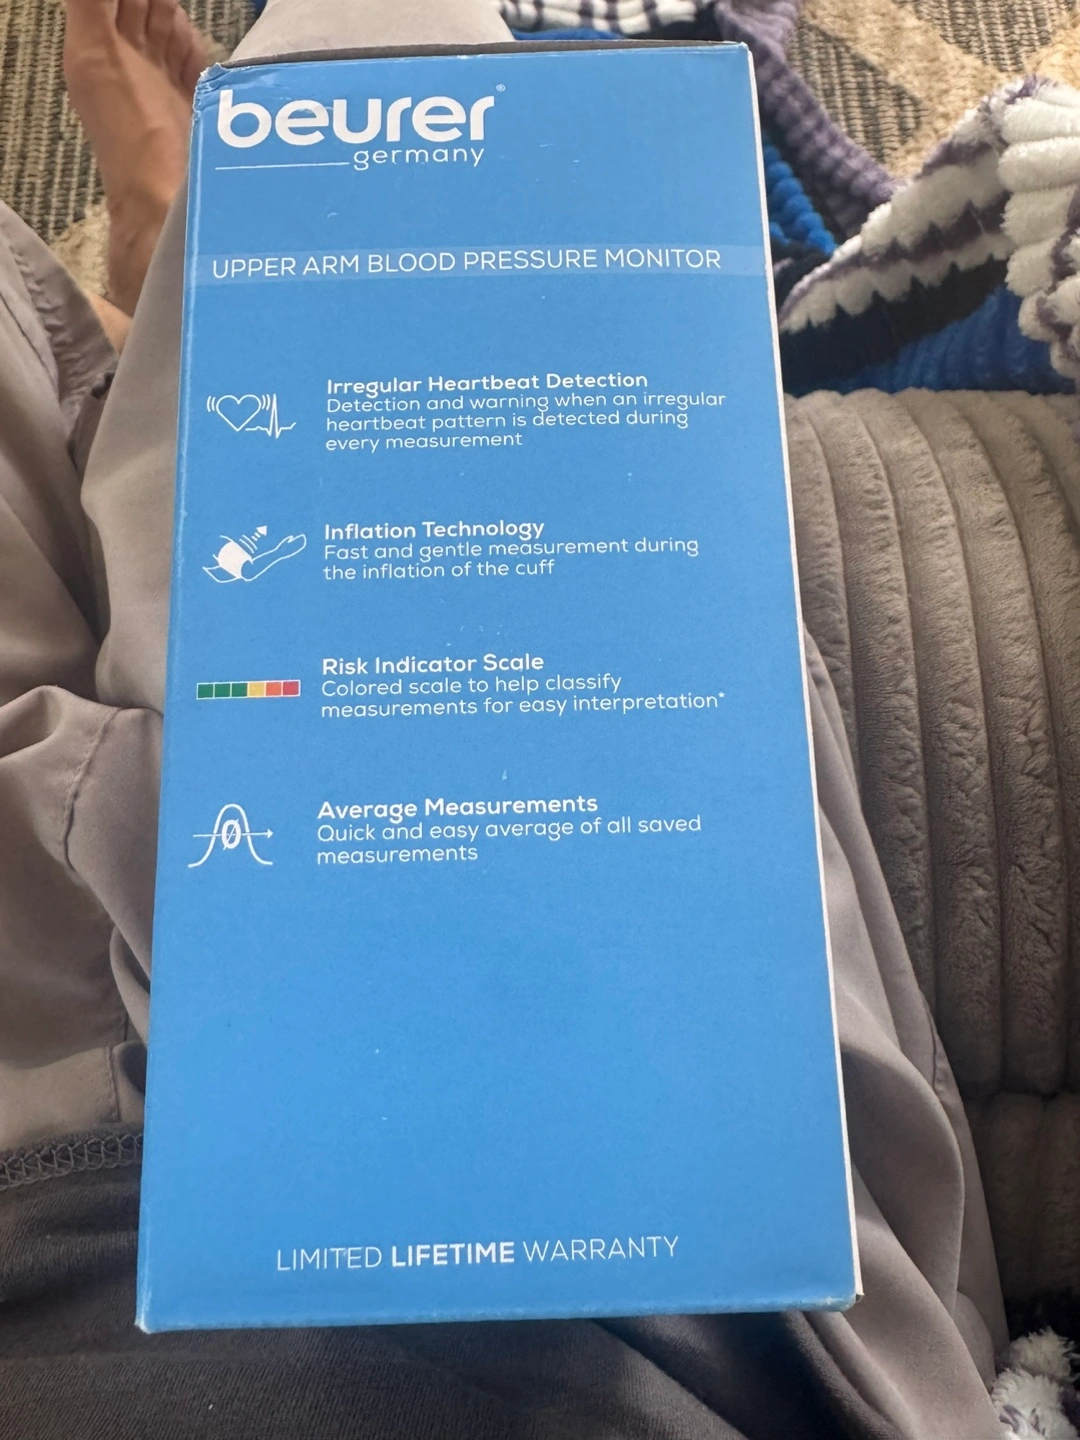 beurer®
germany
UPPER ARM BLOOD PRESSURE MONITOR
Irregular Heartbeat Detection
Detection and warning when an irregular
heartbeat pattern is detected during
every measurement
Inflation Technology
Fast and gentle measurement during
the inflation of the cuff
Risk Indicator Scale
Colored scale to help classify
measurements for easy interpretation*
Average Measurements
Quick and easy average of all saved
measurements
LIMITED LIFETIME WARRANTY